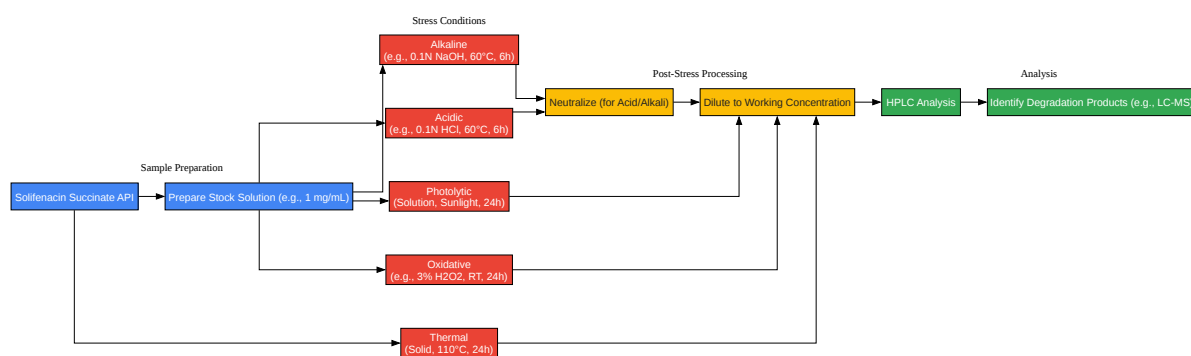 Stress Conditions
Alkaline
(e.g., 0.1N NaOH, 60°C, 6h)
Post-Stress Processing
Analysis
Neutralize (for Acid/Alkali)
Dilute to Working Concentration
HPLC Analysis
Identify Degradation Products (e.g., LC-MS)
Acidic
(e.g., 0.1N HCl, 60°C, 6h)
Sample Preparation
Solifenacin Succinate API
Prepare Stock Solution (e.g., 1 mg/mL)
Photolytic
(Solution, Sunlight, 24h)
Oxidative
(e.g., 3% H2O2, RT, 24h)
Thermal
(Solid, 110°C, 24h)